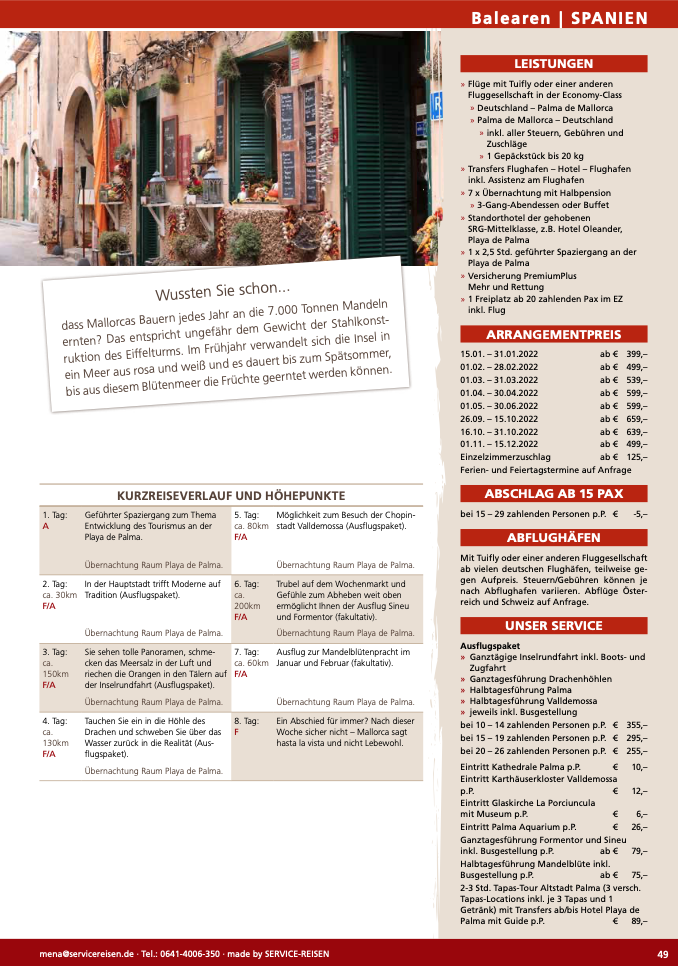 Balearen | SPANIEN
Wussten Sie schon…
dass Mallorcas Bauern jedes Jahr an die 7.000 Tonnen Mandeln
ernten? Das entspricht ungefähr dem Gewicht der Stahlkonst-
ruktion des Eiffelturms. Im Frühjahr verwandelt sich die Insel in
ein Meer aus rosa und weiß und es dauert bis zum Spätsommer,
bis aus diesem Blütenmeer die Früchte geerntet werden können.
KURZREISEVERLAUF UND HÖHEPUNKTE
1. Tag:
A
Geführter Spaziergang zum Thema
Entwicklung des Tourismus an der
Playa de Palma.
Übernachtung Raum Playa de Palma.
2. Tag:
ca. 30km
F/A
In der Hauptstadt trifft Moderne auf
Tradition (Ausflugspaket).
Übernachtung Raum Playa de Palma.
3. Tag:
ca.
150km
F/A
Sie sehen tolle Panoramen, schme-
cken das Meersalz in der Luft und
riechen die Orangen in den Tälern auf
der Inselrundfahrt (Ausflugspaket).
Übernachtung Raum Playa de Palma.
4. Tag:
ca.
130km
F/A
Tauchen Sie ein in die Höhle des
Drachen und schweben Sie über das
Wasser zurück in die Realität (Aus-
flugspaket).
Übernachtung Raum Playa de Palma.
5. Tag:
ca. 80km
F/A
Möglichkeit zum Besuch der Chopin-
stadt Valldemossa (Ausflugspaket).
Übernachtung Raum Playa de Palma.
6. Tag:
ca.
200km
F/A
Trubel auf dem Wochenmarkt und
Gefühle zum Abheben weit oben
ermöglicht Ihnen der Ausflug Sineu
und Formentor (fakultativ).
Übernachtung Raum Playa de Palma.
7. Tag:
ca. 60km
F/A
Ausflug zur Mandelblütenpracht im
Januar und Februar (fakultativ).
Übernachtung Raum Playa de Palma.
8. Tag:
F
Ein Abschied für immer? Nach dieser
Woche sicher nicht – Mallorca sagt
hasta la vista und nicht Lebewohl.
LEISTUNGEN
» Flüge mit Tuifly oder einer anderen
Fluggesellschaft in der Economy-Class
» Deutschland – Palma de Mallorca
» Palma de Mallorca – Deutschland
» inkl. aller Steuern, Gebühren und
Zuschläge
» 1 Gepäckstück bis 20 kg
» Transfers Flughafen – Hotel – Flughafen
inkl. Assistenz am Flughafen
» 7 x Übernachtung mit Halbpension
» 3-Gang-Abendessen oder Buffet
» Standorthotel der gehobenen
SRG-Mittelklasse, z.B. Hotel Oleander,
Playa de Palma
» 1 x 2,5 Std. geführter Spaziergang an der
Playa de Palma
» Versicherung PremiumPlus
Mehr und Rettung
» 1 Freiplatz ab 20 zahlenden Pax im EZ
inkl. Flug
ARRANGEMENTPREIS
15.01. – 31.01.2022 ab € 399,–
01.02. – 28.02.2022 ab € 499,–
01.03. – 31.03.2022 ab € 539,–
01.04. – 30.04.2022 ab € 599,–
01.05. – 30.06.2022 ab € 599,–
26.09. – 15.10.2022 ab € 659,–
16.10. – 31.10.2022 ab € 639,–
01.11. – 15.12.2022 ab € 499,–
Einzelzimmerzuschlag ab € 125,–
Ferien- und Feiertagstermine auf Anfrage
ABSCHLAG AB 15 PAX
bei 15 – 29 zahlenden Personen p.P. € -5,–
ABFLUGHÄFEN
Mit Tuifly oder einer anderen Fluggesellschaft
ab vielen deutschen Flughäfen, teilweise ge-
gen Aufpreis. Steuern/Gebühren können je
nach Abflughafen variieren. Abflüge Öster-
reich und Schweiz auf Anfrage.
UNSER SERVICE
Ausflugspaket
» Ganztägige Inselrundfahrt inkl. Boots- und
Zugfahrt
» Ganztagesführung Drachenhöhlen
» Halbtagesführung Palma
» Halbtagesführung Valldemossa
» jeweils inkl. Busgestellung
bei 10 – 14 zahlenden Personen p.P. € 355,–
bei 15 – 19 zahlenden Personen p.P. € 295,–
bei 20 – 26 zahlenden Personen p.P. € 255,–
Eintritt Kathedrale Palma p.P. € 10,–
Eintritt Karthäuserkloster Valldemossa
p.P. € 12,–
Eintritt Glaskirche La Porciuncula
mit Museum p.P. € 6,–
Eintritt Palma Aquarium p.P. € 26,–
Ganztagesführung Formentor und Sineu
inkl. Busgestellung p.P. ab € 79,–
Halbtagesführung Mandelblüte inkl.
Busgestellung p.P. ab € 75,–
2-3 Std. Tapas-Tour Altstadt Palma (3 versch.
Tapas-Locations inkl. je 3 Tapas und 1
Getränk) mit Transfers ab/bis Hotel Playa de
Palma mit Guide p.P. € 89,–
mena@servicereisen.de · Tel.: 0641-4006-350 · made by SERVICE-REISEN
49